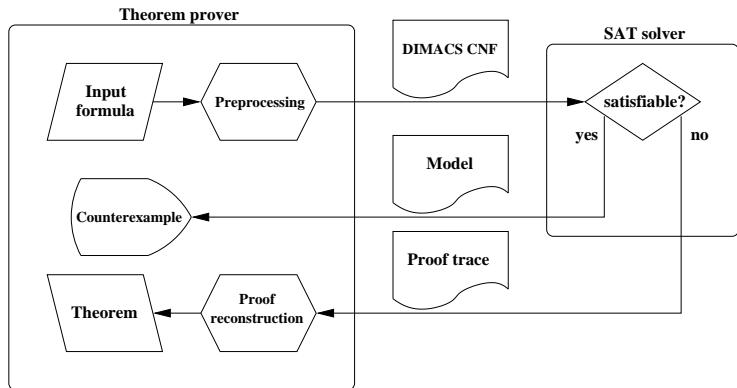 Theorem prover
SAT solver
DIMACS CNF
Input
formula
Preprocessing
satisfiable?
yes
no
Model
Counterexample
Proof trace
Theorem
Proof
reconstruction